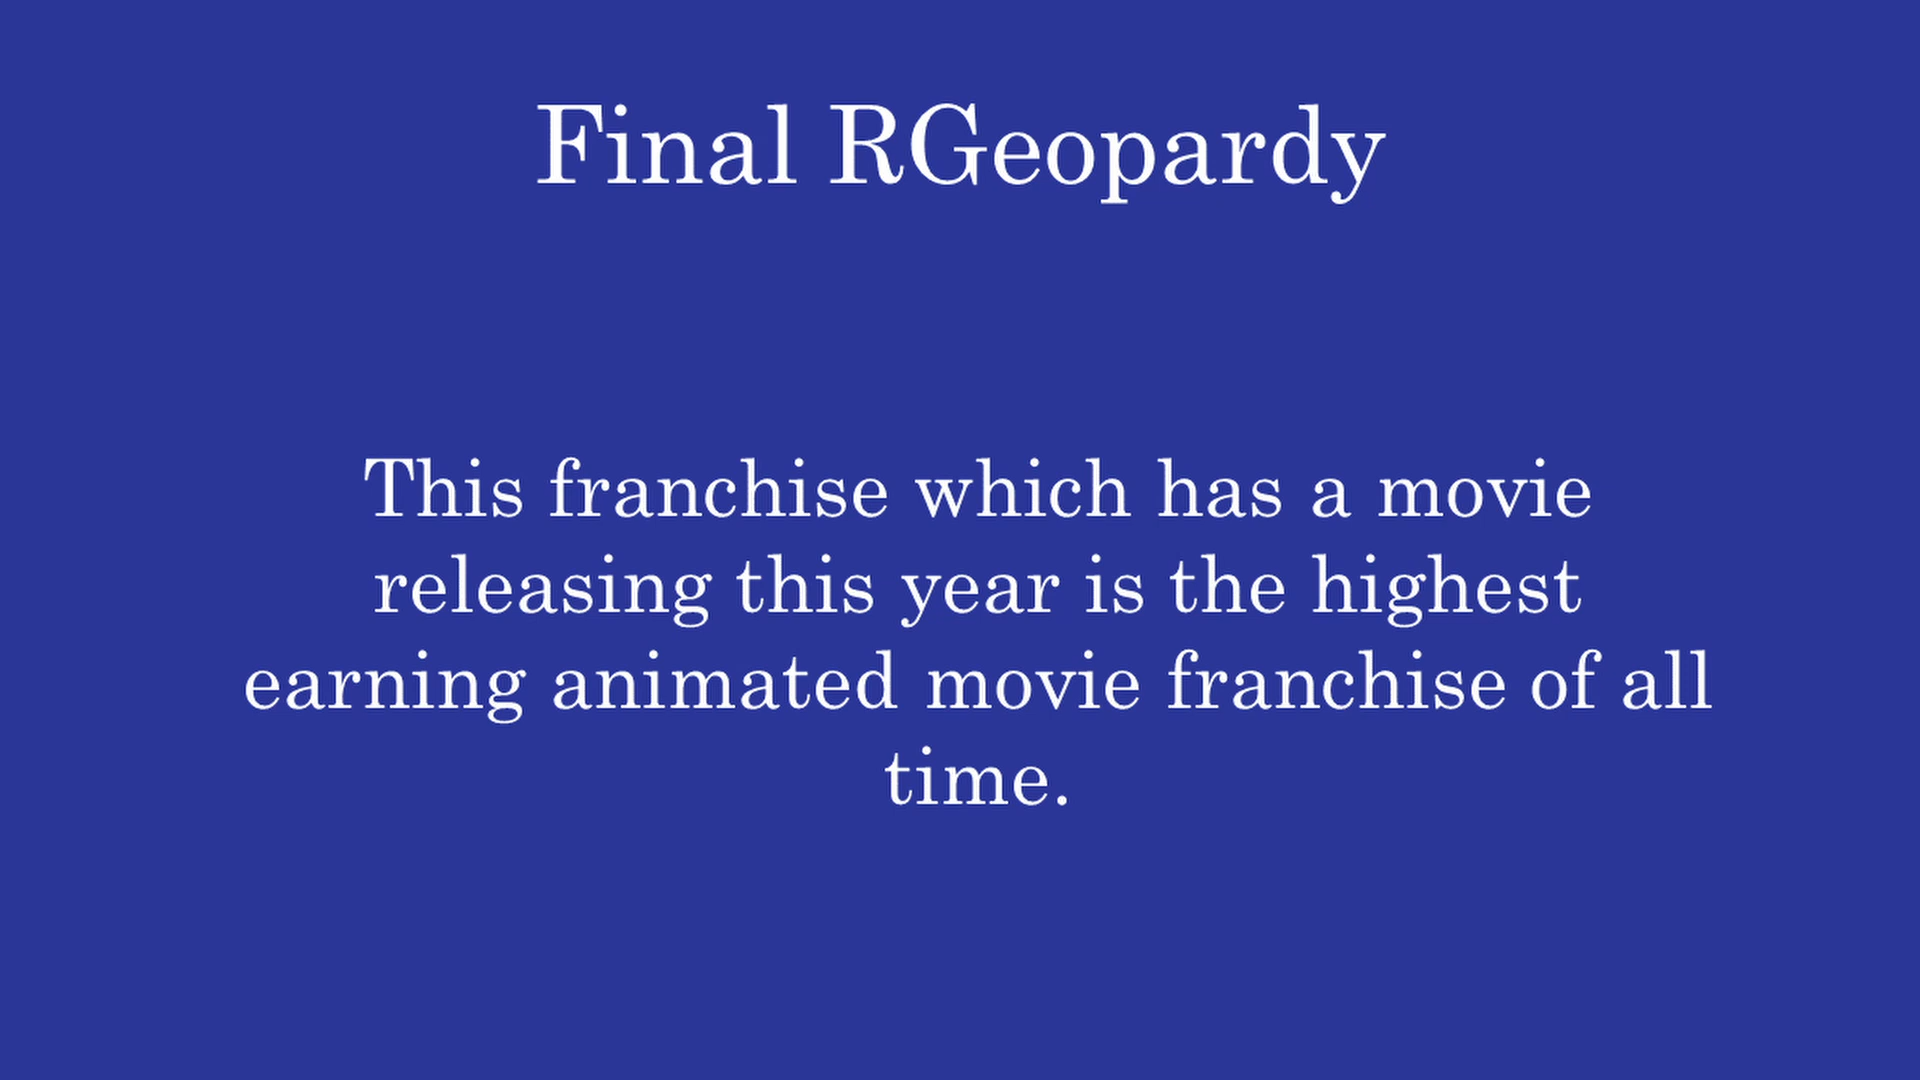 Final RGeopardy
This franchise which has a movie
releasing this year is the highest
earning animated movie franchise of all
time.